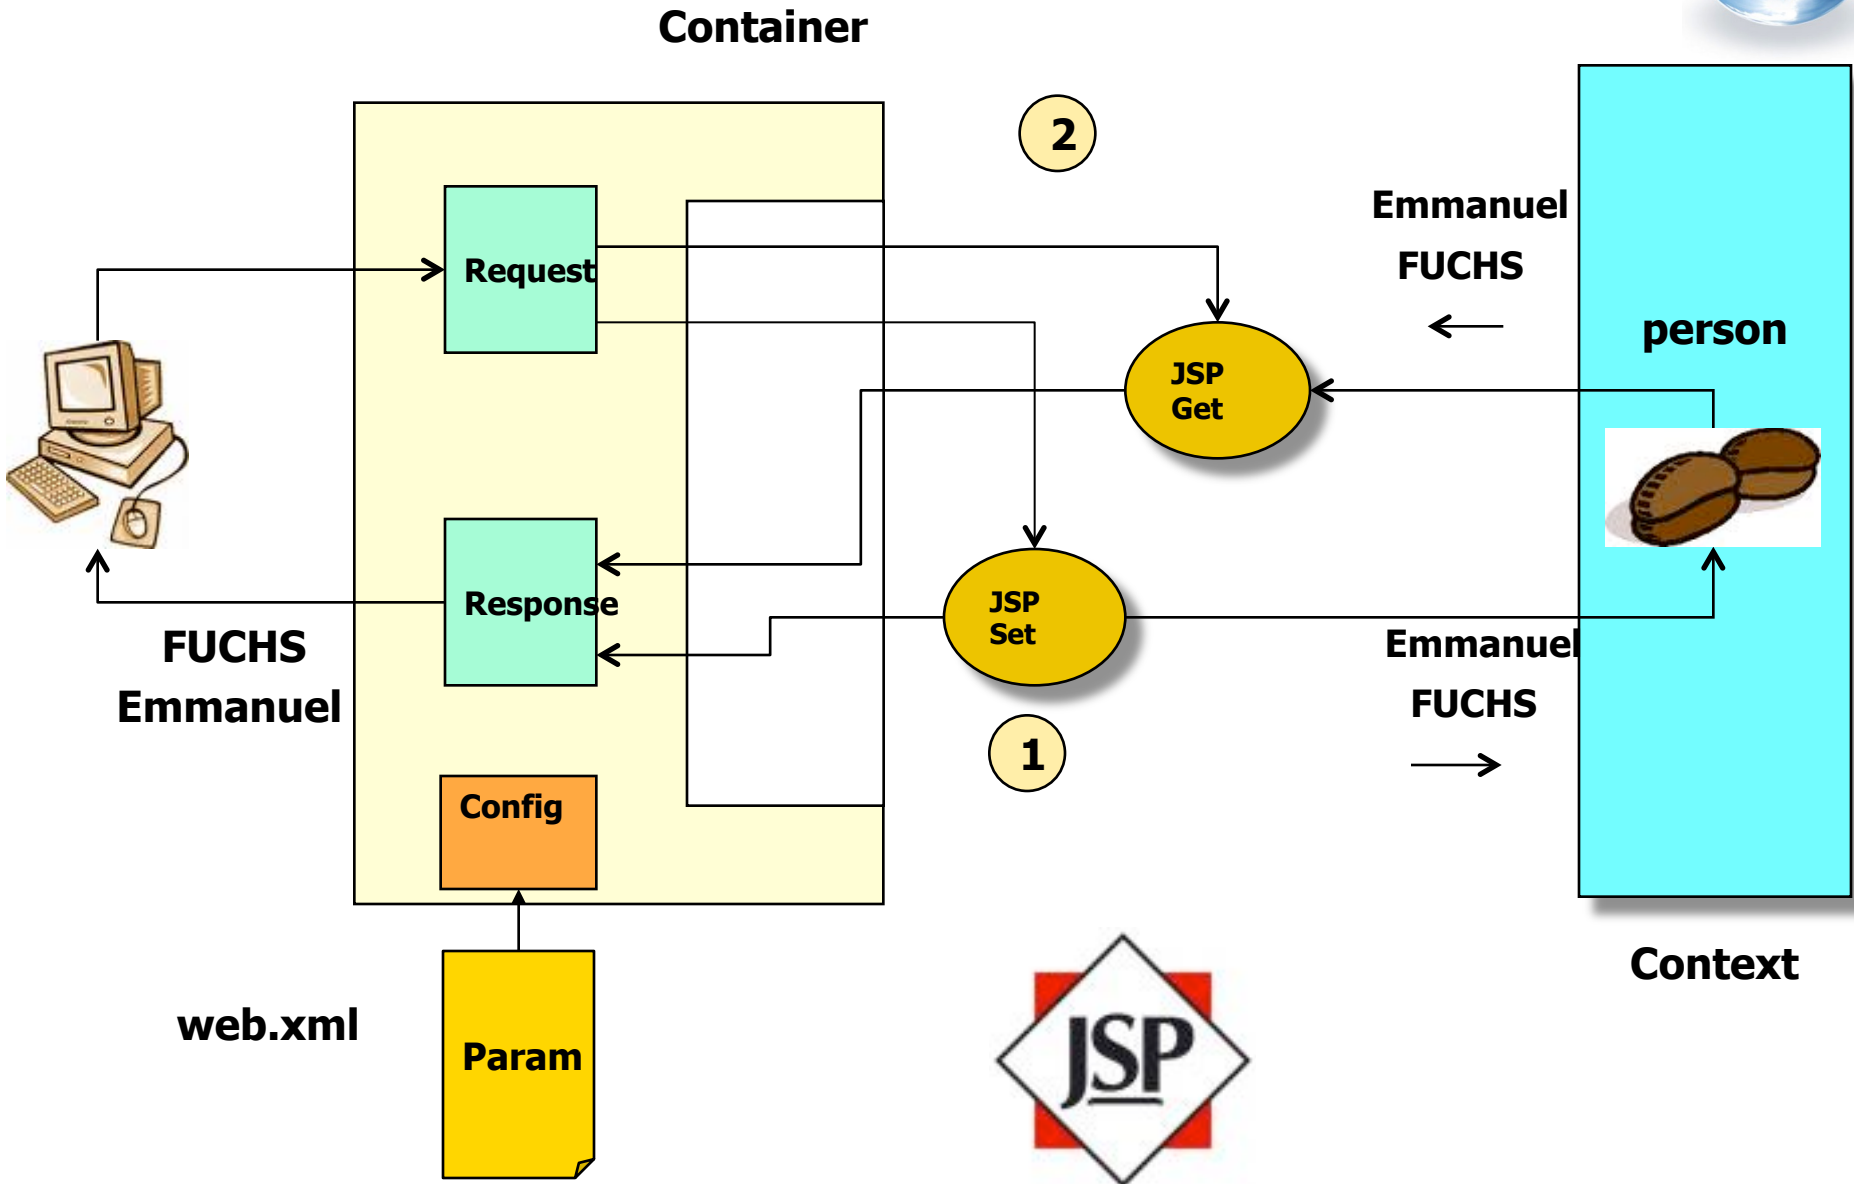 Container
2
Emmanuel
FUCHS
Request
person
JSP
Get
Response
JSP
Set
FUCHS
Emmanuel
Emmanuel
FUCHS
1
Config
Context
web.xml
Param
JSP